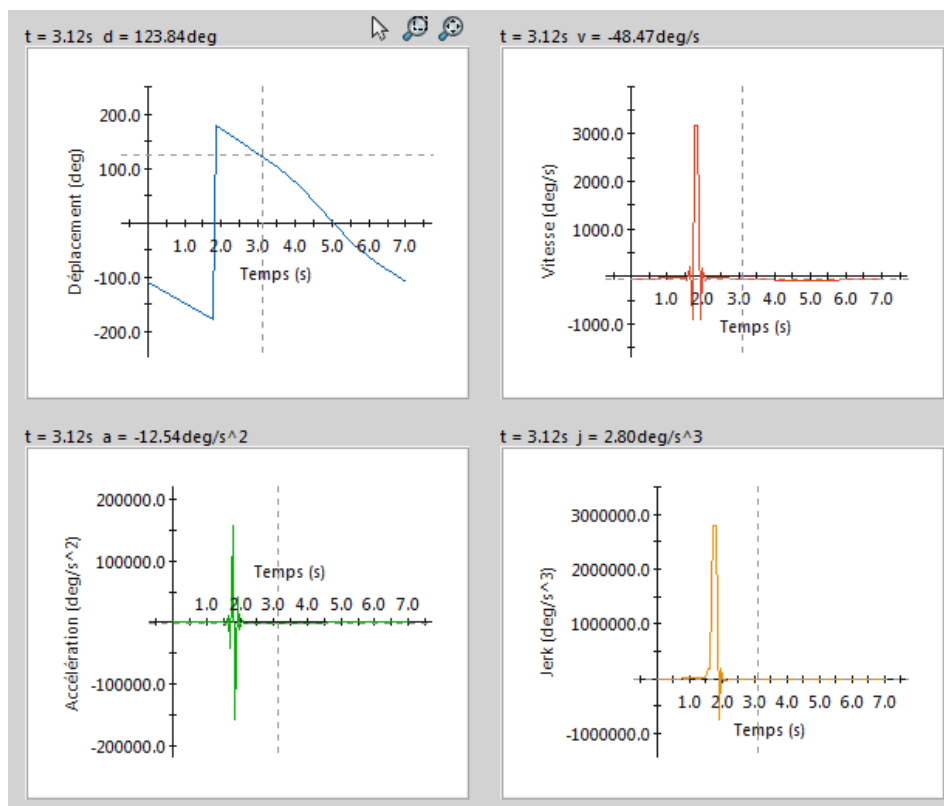 t = 3.12s d = 123.84deg
Déplacement (deg)
200.0
100.0
-100.0
-200.0
1.0 2.0 3.0 4.0 5.0 6.0 7.0
Temps (s)
t = 3.12s v = -48.47deg/s
Vitesse (deg/s)
3000.0
2000.0
1000.0
-1000.0
1.0 2.0 3.0 4.0 5.0 6.0 7.0
Temps (s)
t = 3.12s a = -12.54deg/s^2
Accélération (deg/s^2)
200000.0
100000.0
-100000.0
-200000.0
Temps (s)
1.0 2.0 3.0 4.0 5.0 6.0 7.0
t = 3.12s j = 2.80deg/s^3
Jerk (deg/s^3)
3000000.0
2000000.0
1000000.0
-1000000.0
1.0 2.0 3.0 4.0 5.0 6.0 7.0
Temps (s)